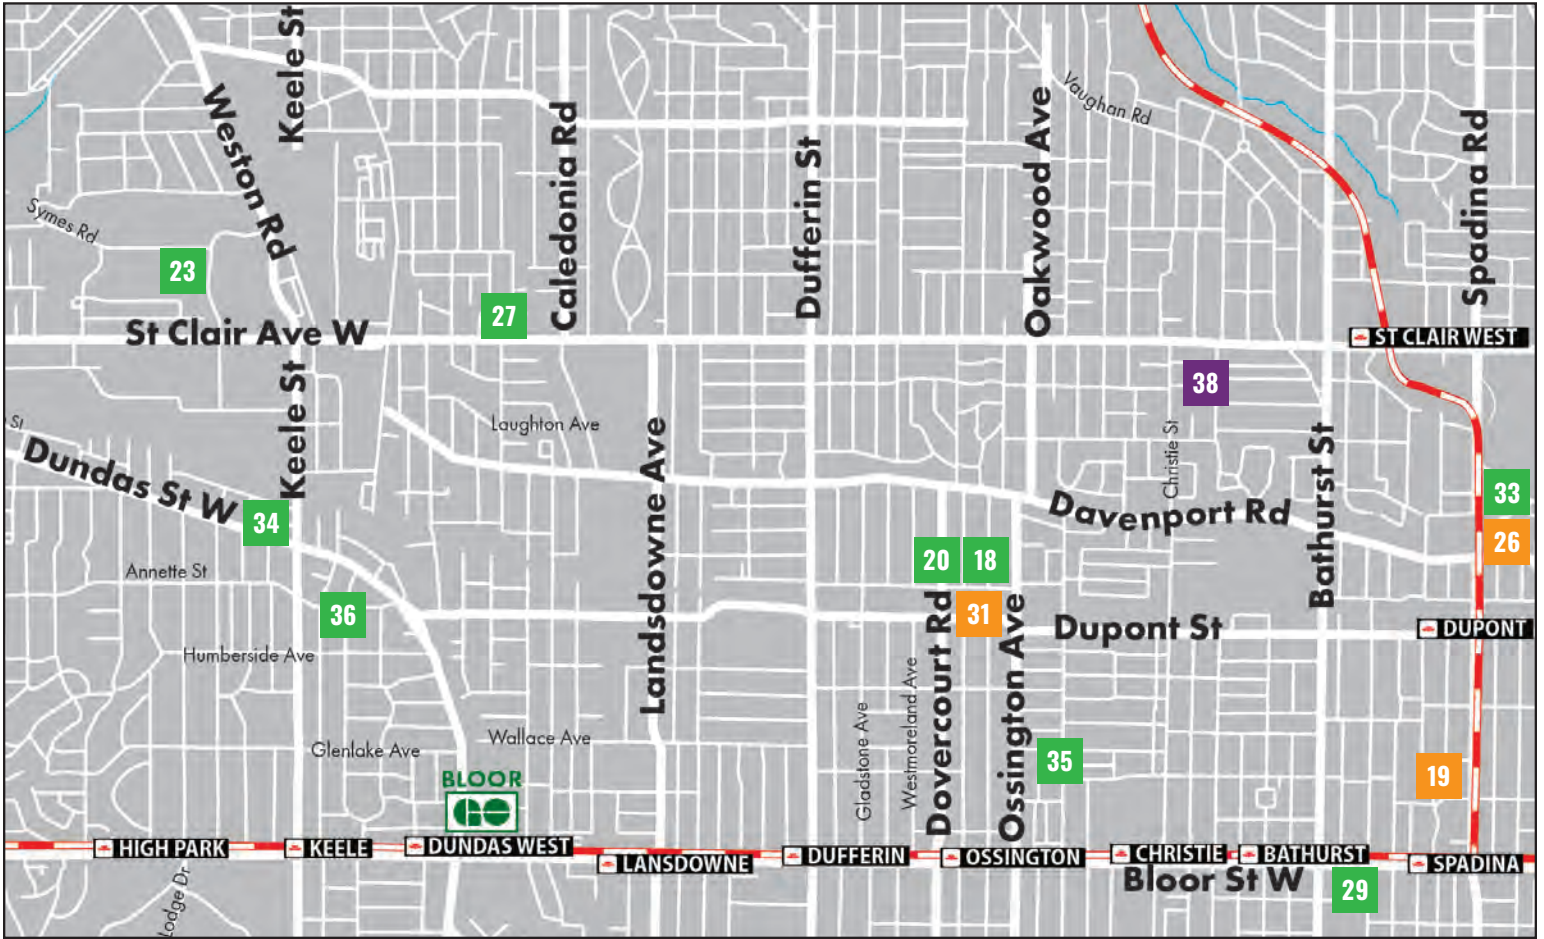 Keele St
Weston Rd
Caledonia Rd
Dufferin St
Oakwood Ave
Vaughan Rd
Spadina Rd
Symes Rd
23
27
St Clair Ave W
ST CLAIR WEST
38
Keele St
Laughton Ave
Lansdowne Ave
Christie St
Bathurst St
St
Dundas St W
34
Davenport Rd
33
26
20
18
Annette St
36
31
Dovercourt Rd
Ossington Ave
Dupont St
DUPONT
Humberside Ave
Gladstone Ave
Westmoreland Ave
Glenlake Ave
Wallace Ave
35
19
BLOOR
GO
HIGH PARK
KEELE
DUNDAS WEST
LANSDOWNE
DUFFERIN
OSSINGTON
CHRISTIE
BATHURST
SPADINA
Bloor St W
29
Lodge Dr